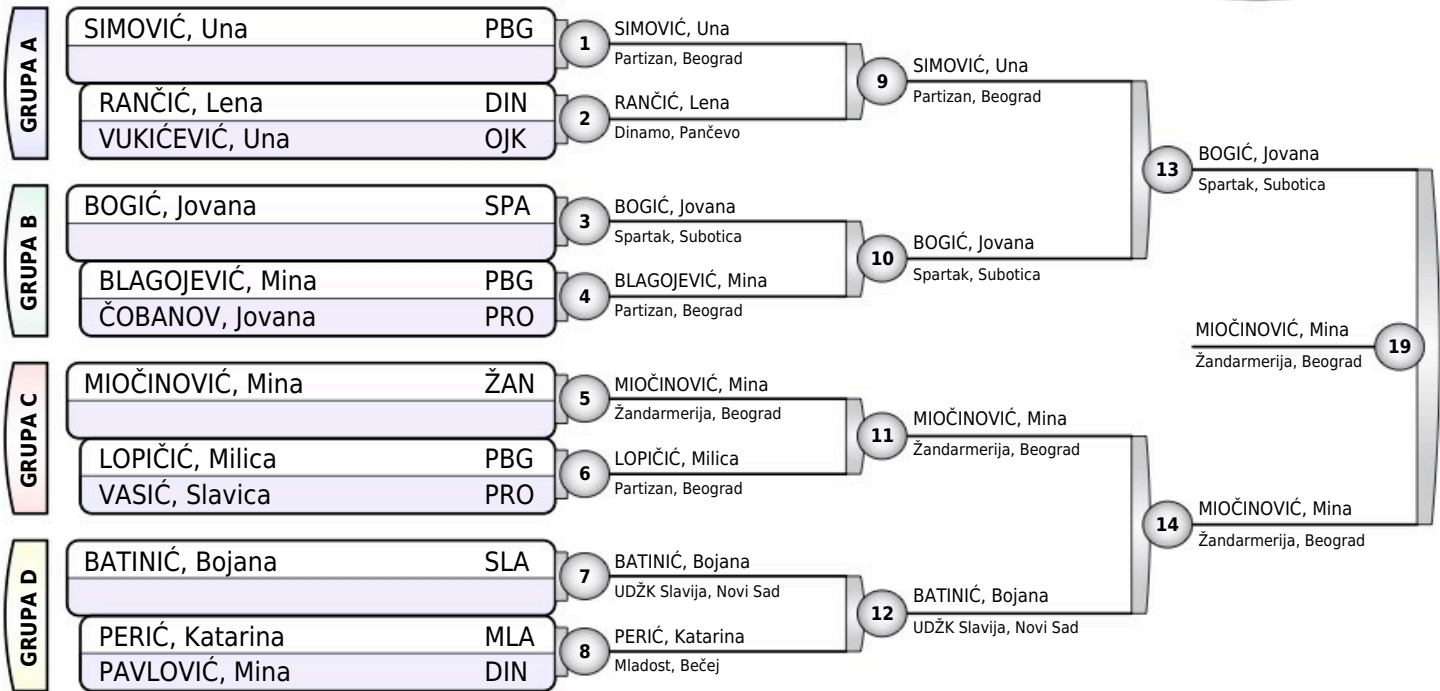 GRUPA A
SIMOVIĆ, Una PBG
RANČIĆ, Lena DIN
VUKIĆEVIĆ, Una OJK
GRUPA B
BOGIĆ, Jovana SPA
BLAGOJEVIĆ, Mina PBG
ČOBANOV, Jovana PRO
GRUPA C
MIOČINOVIĆ, Mina ŽAN
LOPIČIĆ, Milica PBG
VASIĆ, Slavica PRO
GRUPA D
BATINIĆ, Bojana SLA
PERIĆ, Katarina MLA
PAVLOVIĆ, Mina DIN
1
SIMOVIĆ, Una
Partizan, Beograd
2
RANČIĆ, Lena
Dinamo, Pančevo
3
BOGIĆ, Jovana
Spartak, Subotica
4
BLAGOJEVIĆ, Mina
Partizan, Beograd
5
MIOČINOVIĆ, Mina
Žandarmerija, Beograd
6
LOPIČIĆ, Milica
Partizan, Beograd
7
BATINIĆ, Bojana
UDŽK Slavija, Novi Sad
8
PERIĆ, Katarina
Mladost, Bečej
9
SIMOVIĆ, Una
Partizan, Beograd
10
BOGIĆ, Jovana
Spartak, Subotica
11
MIOČINOVIĆ, Mina
Žandarmerija, Beograd
12
BATINIĆ, Bojana
UDŽK Slavija, Novi Sad
13
BOGIĆ, Jovana
Spartak, Subotica
14
MIOČINOVIĆ, Mina
Žandarmerija, Beograd
MIOČINOVIĆ, Mina
Žandarmerija, Beograd
19